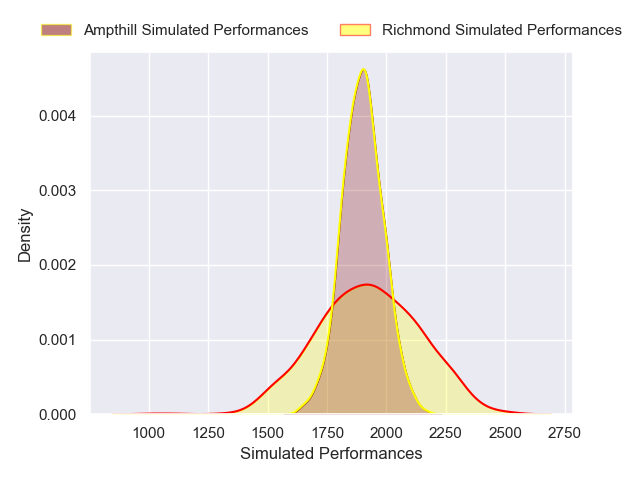 Ampthill Simulated Performances
Richmond Simulated Performances
0.004
0.003
0.002
0.001
0.000
Density
1000 1250 1500 1750 2000 2250 2500 2750
Simulated Performances